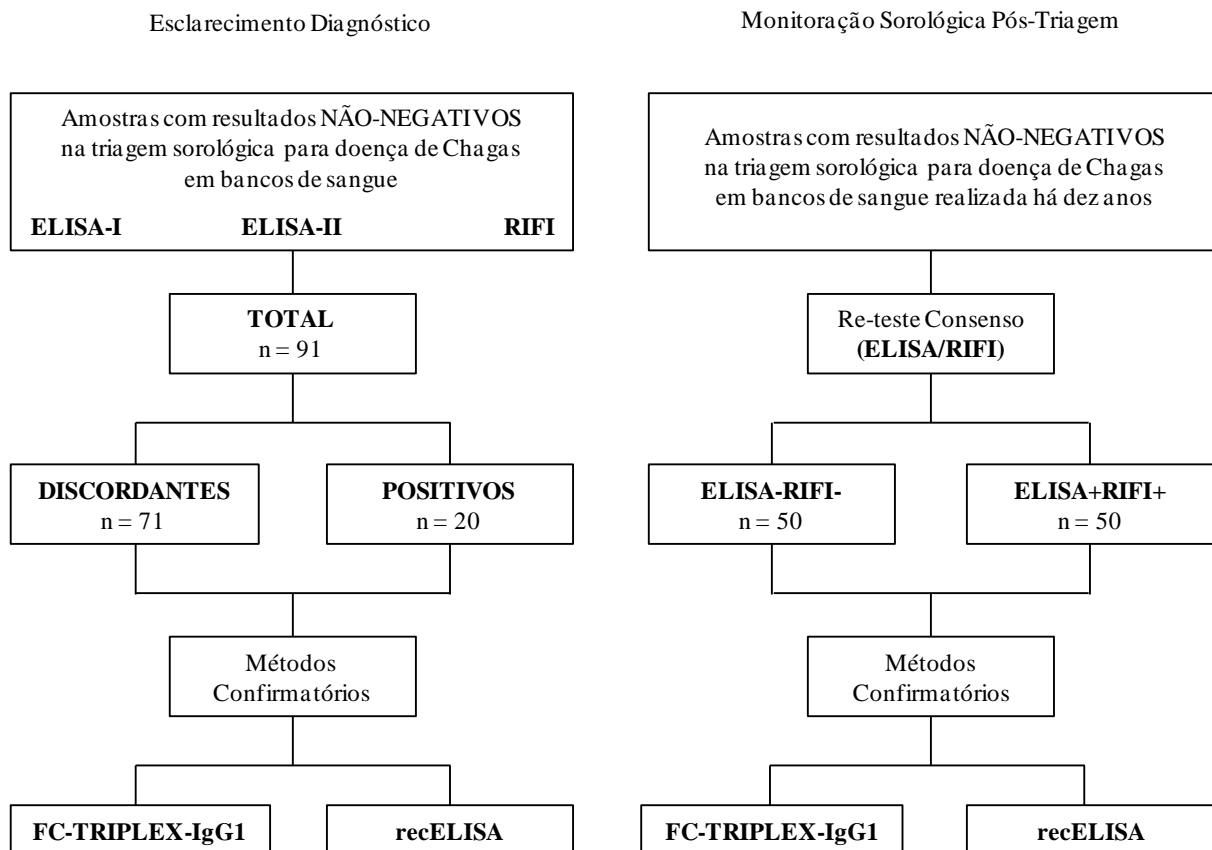 Esclarecimento Diagnóstico
Amostras com resultados NÃO-NEGATIVOS
na triagem sorológica para doença de Chagas
em bancos de sangue
ELISA-I ELISA-II RIFI
TOTAL
n = 91
DISCORDANTES
n = 71
POSITIVOS
n = 20
Métodos
Confirmatórios
FC-TRIPLEX-IgG1
recELISA
Monitoração Sorológica Pós-Triagem
Amostras com resultados NÃO-NEGATIVOS
na triagem sorológica para doença de Chagas
em bancos de sangue realizada há dez anos
Re-teste Consenso
(ELISA/RIFI)
ELISA-RIFI-
n = 50
ELISA+RIFI+
n = 50
Métodos
Confirmatórios
FC-TRIPLEX-IgG1
recELISA